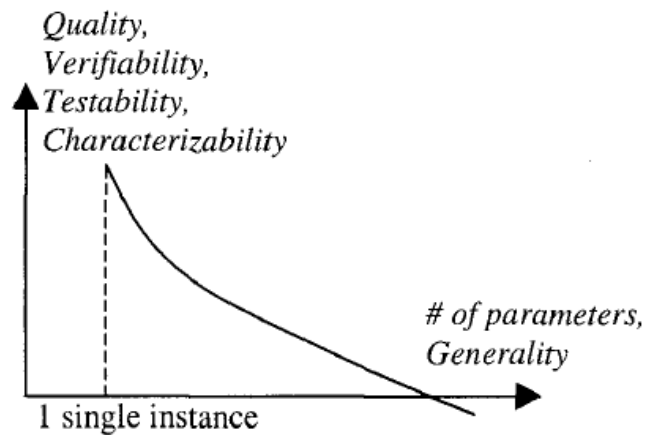 Quality,
Verifiability,
Testability,
Characterizability
# of parameters,
Generality
1 single instance